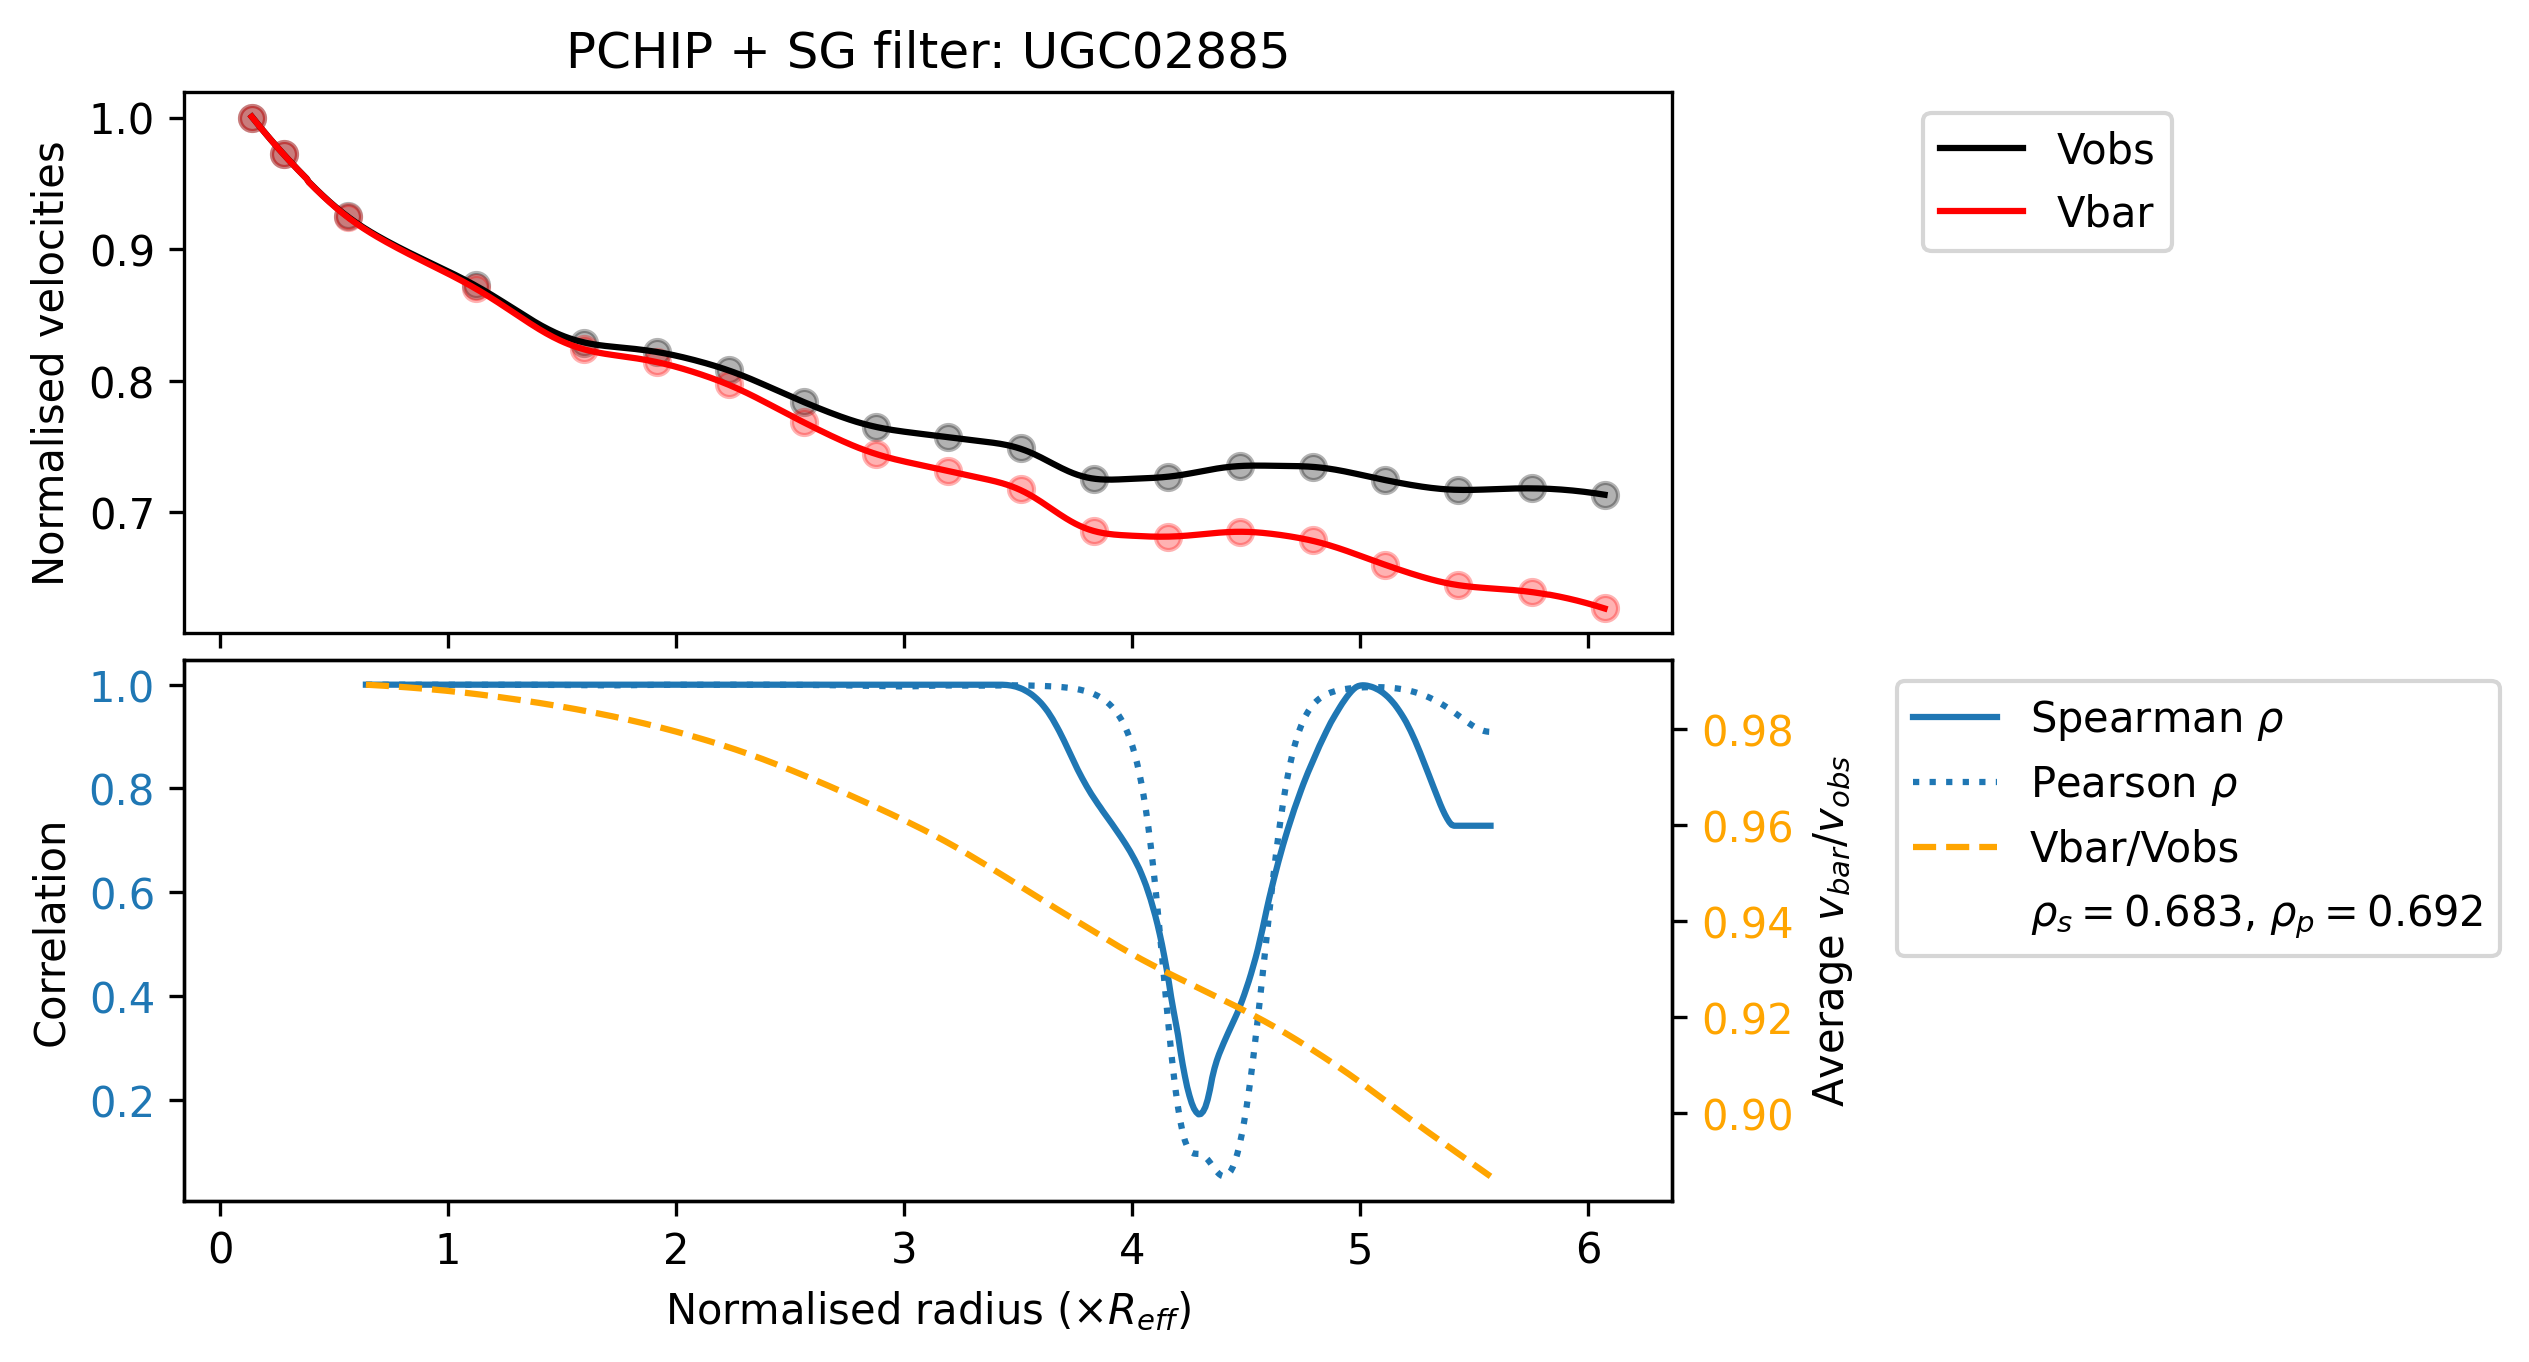 PCHIP + SG filter: UGC02885
Normalised velocities
1.0
0.9
0.8
0.7
Vobs
Vbar
Correlation
1.0
0.8
0.6
0.4
0.2
0.98
0.96
0.94
0.92
0.90
Average v_bar/v_obs
Spearman ρ
Pearson ρ
Vbar/Vobs
ρ_s = 0.683, ρ_p = 0.692
0 1 2 3 4 5 6
Normalised radius (×R_eff)